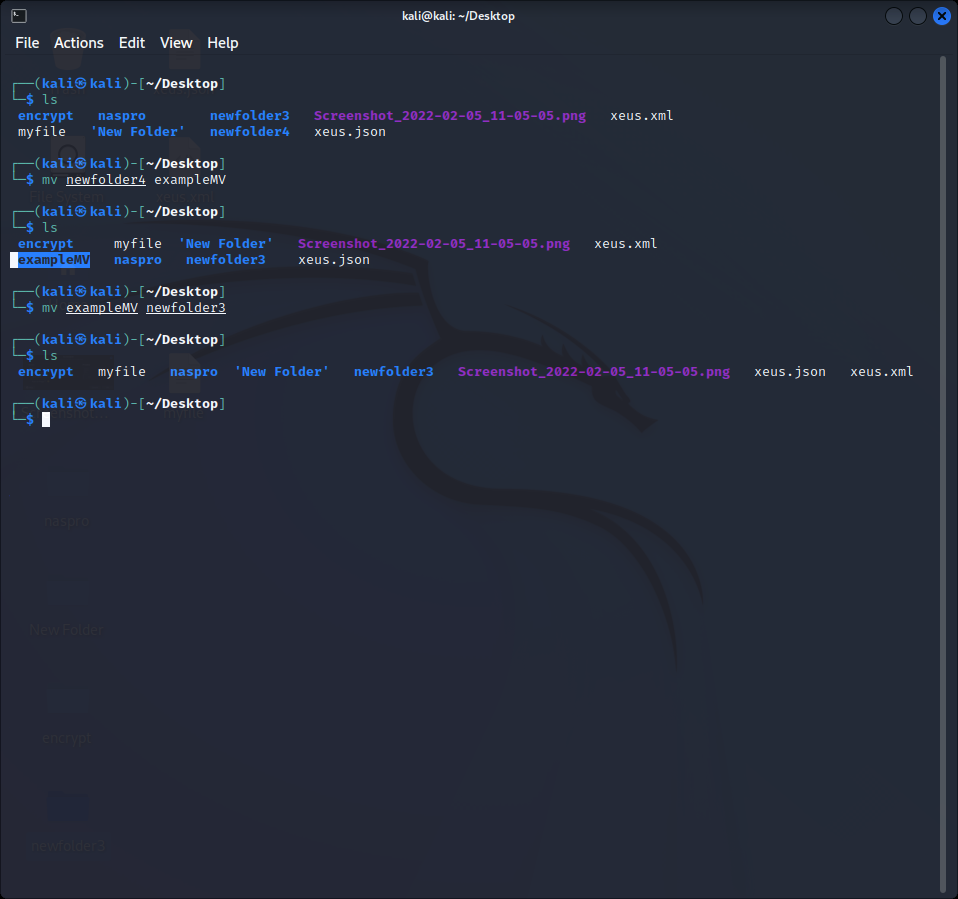 kali@kali: ~/Desktop
File Actions Edit View Help
┌──(kali㉿kali)-[~/Desktop]
└─$ ls
encrypt naspro newfolder3 Screenshot_2022-02-05_11-05-05.png xeus.xml
myfile 'New Folder' newfolder4 xeus.json
┌──(kali㉿kali)-[~/Desktop]
└─$ mv newfolder4 exampleMV
┌──(kali㉿kali)-[~/Desktop]
└─$ ls
encrypt myfile 'New Folder' Screenshot_2022-02-05_11-05-05.png xeus.xml
exampleMV naspro newfolder3 xeus.json
┌──(kali㉿kali)-[~/Desktop]
└─$ mv exampleMV newfolder3
┌──(kali㉿kali)-[~/Desktop]
└─$ ls
encrypt myfile naspro 'New Folder' newfolder3 Screenshot_2022-02-05_11-05-05.png xeus.json xeus.xml
┌──(kali㉿kali)-[~/Desktop]
└─$
naspro
New Folder
encrypt
newfolder3